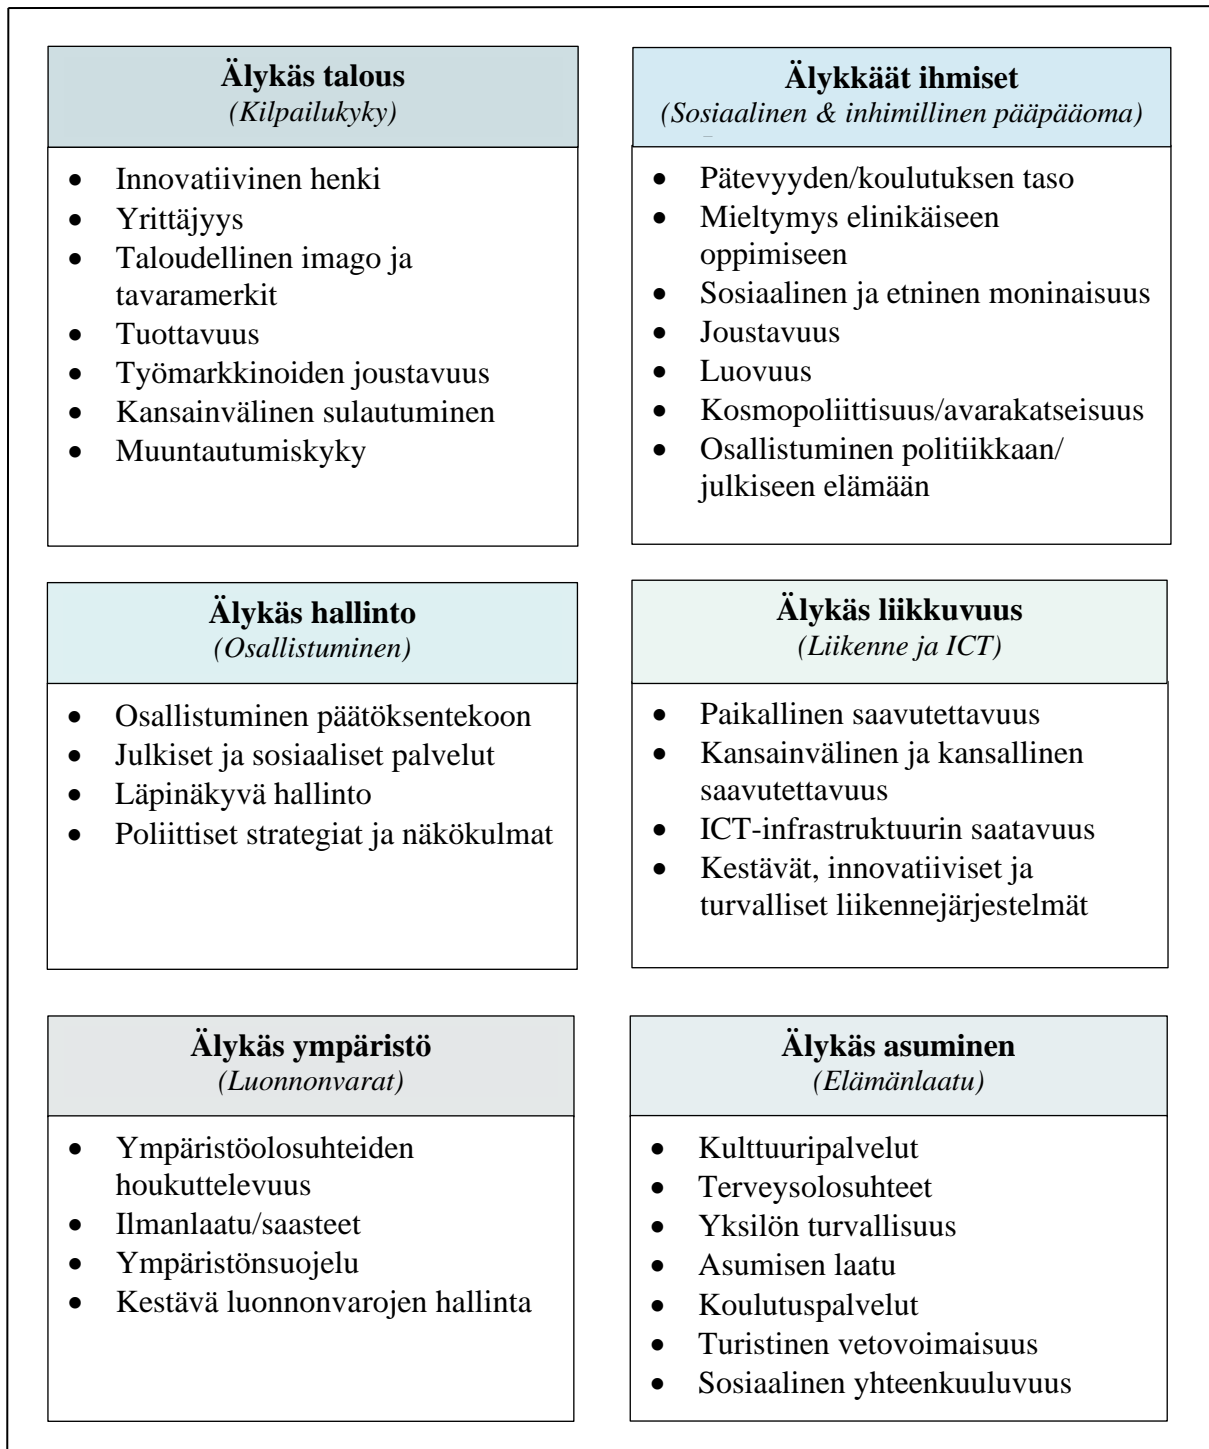 Älykäs talous
(Kilpailukyky)
• Innovatiivinen henki
• Yrittäjyys
• Taloudellinen imago ja
tavaramerkit
• Tuottavuus
• Työmarkkinoiden joustavuus
• Kansainvälinen sulautuminen
• Muuntautumiskyky
Älykkäät ihmiset
(Sosiaalinen & inhimillinen pääpääoma)
• Pätevyyden/koulutuksen taso
• Mieltymys elinikäiseen
oppimiseen
• Sosiaalinen ja etninen moninaisuus
• Joustavuus
• Luovuus
• Kosmopoliittisuus/avarakatseisuus
• Osallistuminen politiikkaan/
julkiseen elämään
Älykäs hallinto
(Osallistuminen)
• Osallistuminen päätöksentekoon
• Julkiset ja sosiaaliset palvelut
• Läpinäkyvä hallinto
• Poliittiset strategiat ja näkökulmat
Älykäs liikkuvuus
(Liikenne ja ICT)
• Paikallinen saavutettavuus
• Kansainvälinen ja kansallinen
saavutettavuus
• ICT-infrastruktuurin saatavuus
• Kestävät, innovatiiviset ja
turvalliset liikennejärjestelmät
Älykäs ympäristö
(Luonnonvarat)
• Ympäristöolosuhteiden
houkuttelevuus
• Ilmanlaatu/saasteet
• Ympäristönsuojelu
• Kestävä luonnonvarojen hallinta
Älykäs asuminen
(Elämänlaatu)
• Kulttuuripalvelut
• Terveysolosuhteet
• Yksilön turvallisuus
• Asumisen laatu
• Koulutuspalvelut
• Turistinen vetovoimaisuus
• Sosiaalinen yhteenkuuluvuus